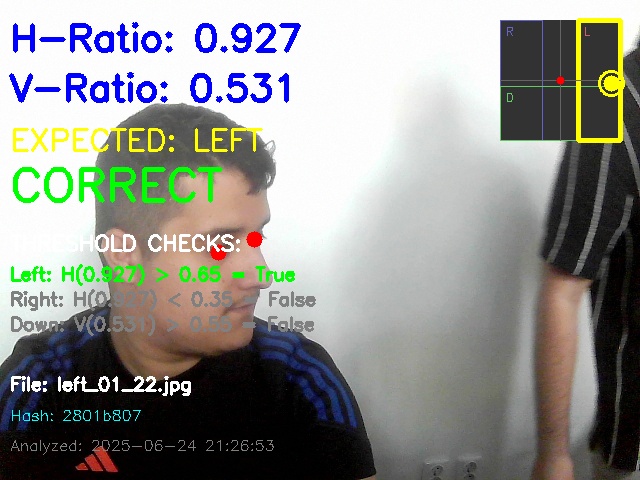 H-Ratio: 0.927
V-Ratio: 0.531
EXPECTED: LEFT
CORRECT
THRESHOLD CHECKS:
Left: H(0.927) > 0.65 = True
Right: H(0.927) < 0.35 = False
Down: V(0.531) > 0.55 = False
File: left_01_22.jpg
Hash: 2801b807
Analyzed: 2025-06-24 21:26:53
R
L
D